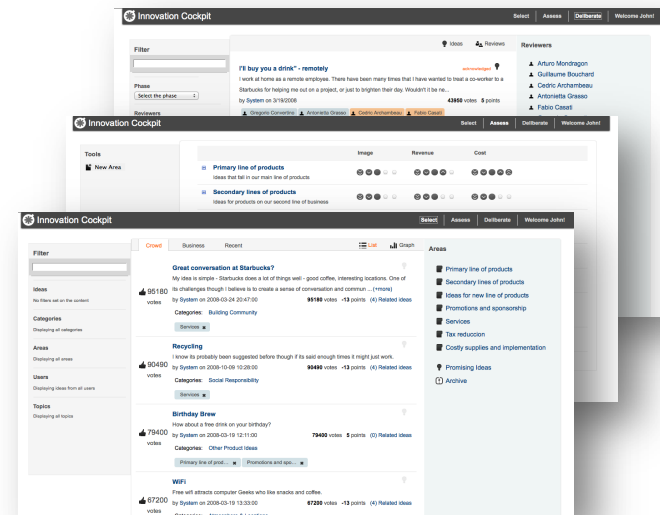 Innovation Cockpit
Select Assess Deliberate Welcome John!
Filter
Ideas Reviews
Reviewers
I'll buy you a drink" - remotely
acknowledged
I work at home as a remote employee. There have been many times that I have wanted to treat a co-worker to a
Starbucks for helping me out on a project, or just to brighten their day. Wouldn't it be ne...
by System on 3/19/2008
43950 votes 5 points
Gregorio Convertino Antonietta Grasso Cedric Archambeau Fabio Casati
Phase
Select the phase
Reviewers
Arturo Mondragon
Guillaume Bouchard
Cedric Archambeau
Antonietta Grasso
Fabio Casati
Innovation Cockpit
Select Assess Deliberate Welcome John!
Tools
New Area
Image Revenue Cost
Primary line of products
Ideas that fall in our main line of products
Secondary lines of products
Ideas for products on our second line of business
Innovation Cockpit
Select Assess Deliberate Welcome John!
Filter
Ideas
No filters set on the content
Categories
Displaying all categories
Areas
Displaying all areas
Users
Displaying ideas from all users
Topics
Displaying all topics
Crowd Business Recent
List Graph
Great conversation at Starbucks?
My idea is simple - Starbucks does a lot of things well - good coffee, interesting locations. One of
its challenges though I believe is to create a sense of conversation and commun ... (+more)
95180
votes
by System on 2008-03-24 20:47:00 95180 votes -13 points (4) Related ideas
Categories: Building Community
Services x
Recycling
I know its probably been suggested before though if its said enough times it might just work.
90490
votes
by System on 2008-10-09 10:28:00 90490 votes -13 points (4) Related ideas
Categories: Social Responsibility
Services x
Birthday Brew
How about a free drink on your birthday?
79400
votes
by System on 2008-03-19 12:11:00 79400 votes 5 points (0) Related ideas
Categories: Other Product Ideas
Primary line of prod... x Promotions and spo... x
WiFi
Free wifi attracts computer Geeks who like snacks and coffee.
67200
votes
by System on 2008-03-19 13:33:00 67200 votes -13 points (4) Related ideas
Areas
Primary line of products
Secondary lines of products
Ideas for new line of products
Promotions and sponsorship
Services
Tax reduccion
Costly supplies and implementation
Promising Ideas
Archive